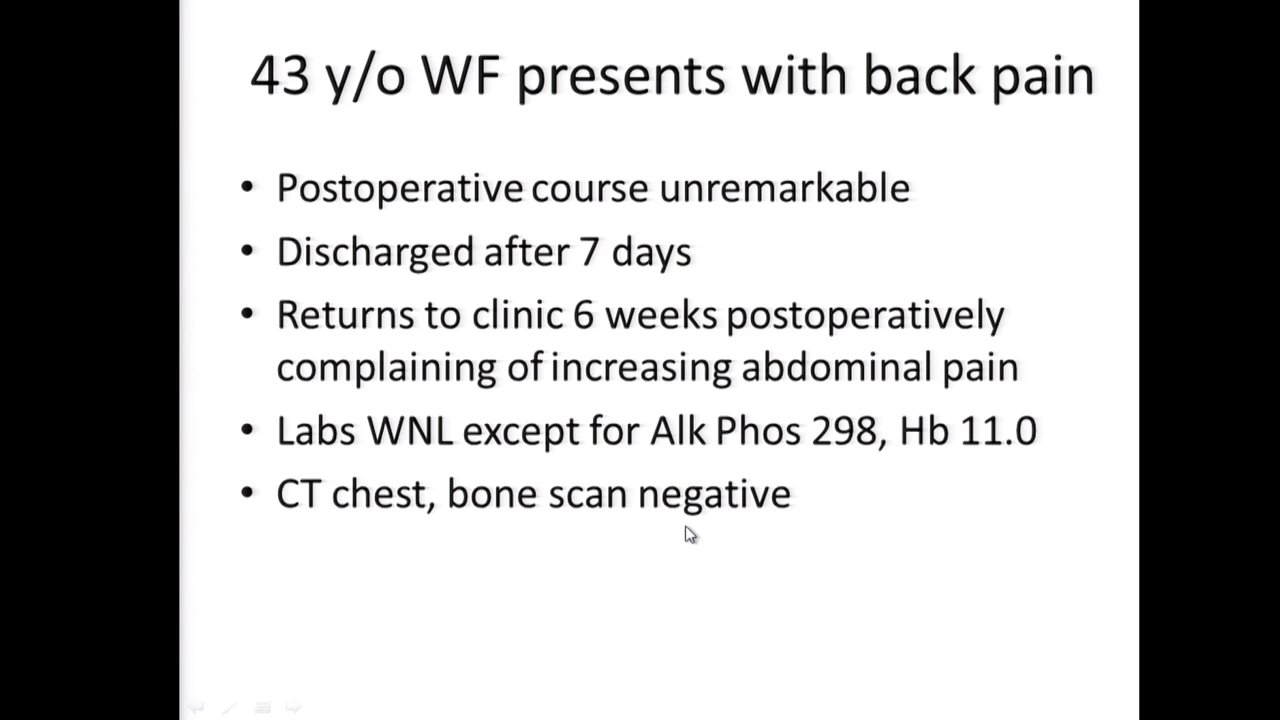 43 y/o WF presents with back pain
• Postoperative course unremarkable
• Discharged after 7 days
• Returns to clinic 6 weeks postoperatively
complaining of increasing abdominal pain
• Labs WNL except for Alk Phos 298, Hb 11.0
• CT chest, bone scan negative